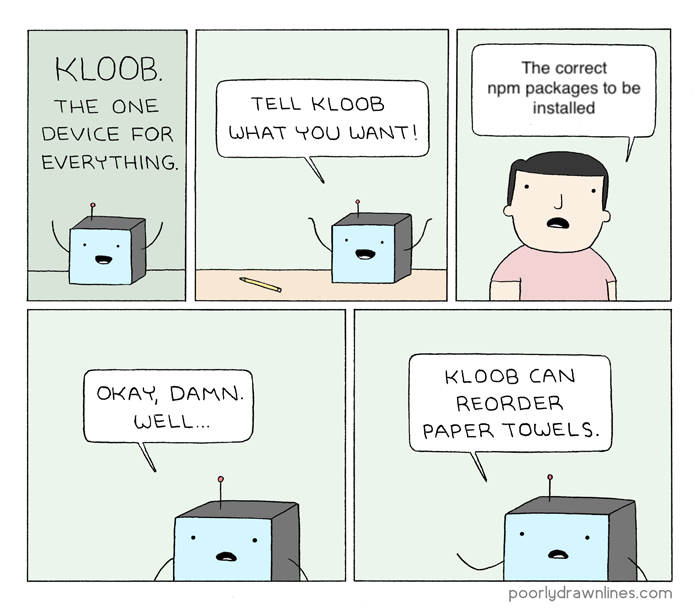 KLOOB.
THE ONE
DEVICE FOR
EVERYTHING.
TELL KLOOB
WHAT YOU WANT!
The correct
npm packages to be
installed
OKAY, DAMN.
WELL...
KLOOB CAN
REORDER
PAPER TOWELS.
poorlydrawnlines.com